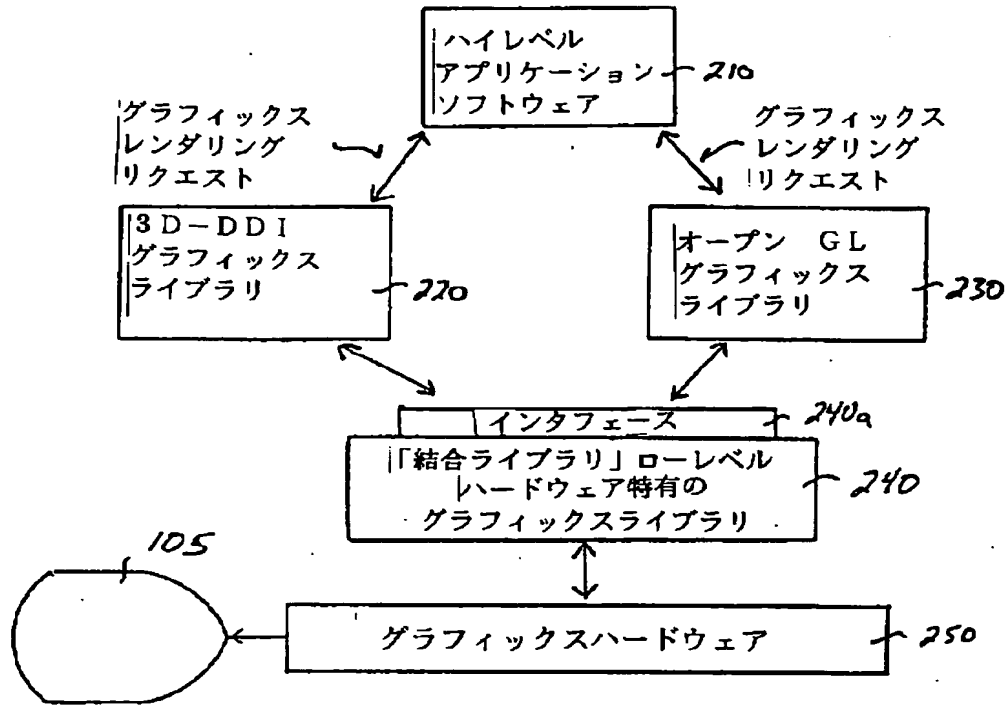 ハイレベル
アプリケーション
ソフトウェア
210
グラフィックス
レンダリング
リクエスト
グラフィックス
レンダリング
リクエスト
3D-DDI
グラフィックス
ライブラリ
220
オープン GL
グラフィックス
ライブラリ
230
インタフェース
240a
「結合ライブラリ」ローレベル
ハードウェア特有の
グラフィックスライブラリ
240
105
グラフィックスハードウェア
250